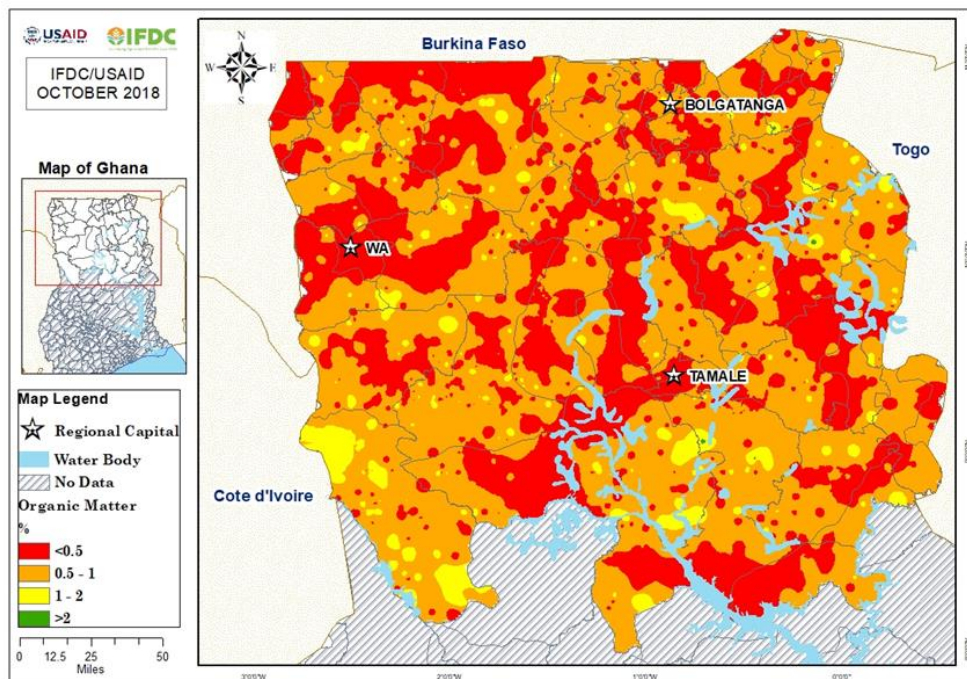 USAID
IFDC
IFDC/USAID
OCTOBER 2018
Burkina Faso
N
W
E
S
BOLGATANGA
Togo
Map of Ghana
WA
TAMALE
Cote d'Ivoire
Map Legend
Regional Capital
Water Body
No Data
Organic Matter
%
<0.5
0.5 - 1
1 - 2
>2
0 12.5 25 50
Miles